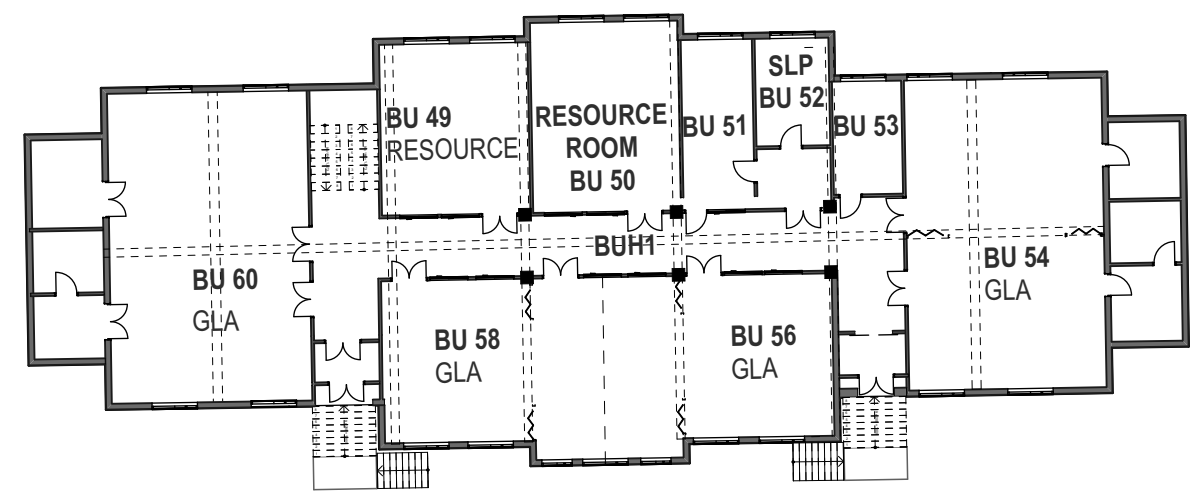 BU 49
RESOURCE
RESOURCE
ROOM
BU 50
BU 51
SLP
BU 52
BU 53
BUH1
BU 60
GLA
BU 58
GLA
BU 56
GLA
BU 54
GLA